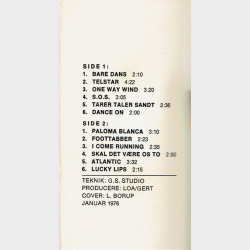 SIDE 1:
1. BARE DANS 2:10
2. TELSTAR 4:22
3. ONE WAY WIND 3:20
4. S.O.S. 3:05
5. TARER TALER SANDT 2:36
6. DANCE ON 2:00
SIDE 2:
1. PALOMA BLANCA 3:10
2. FOOTTABBER 2:23
3. I COME RUNNING 2:35
4. SKAL DET VÆRE OS TO 2:50
5. ATLANTIC 3:32
6. LUCKY LIPS 2:15
TEKNIK: G.S. STUDIO
PRODUCERE: LOA/GERT
COVER: L. BORUP
JANUAR 1976